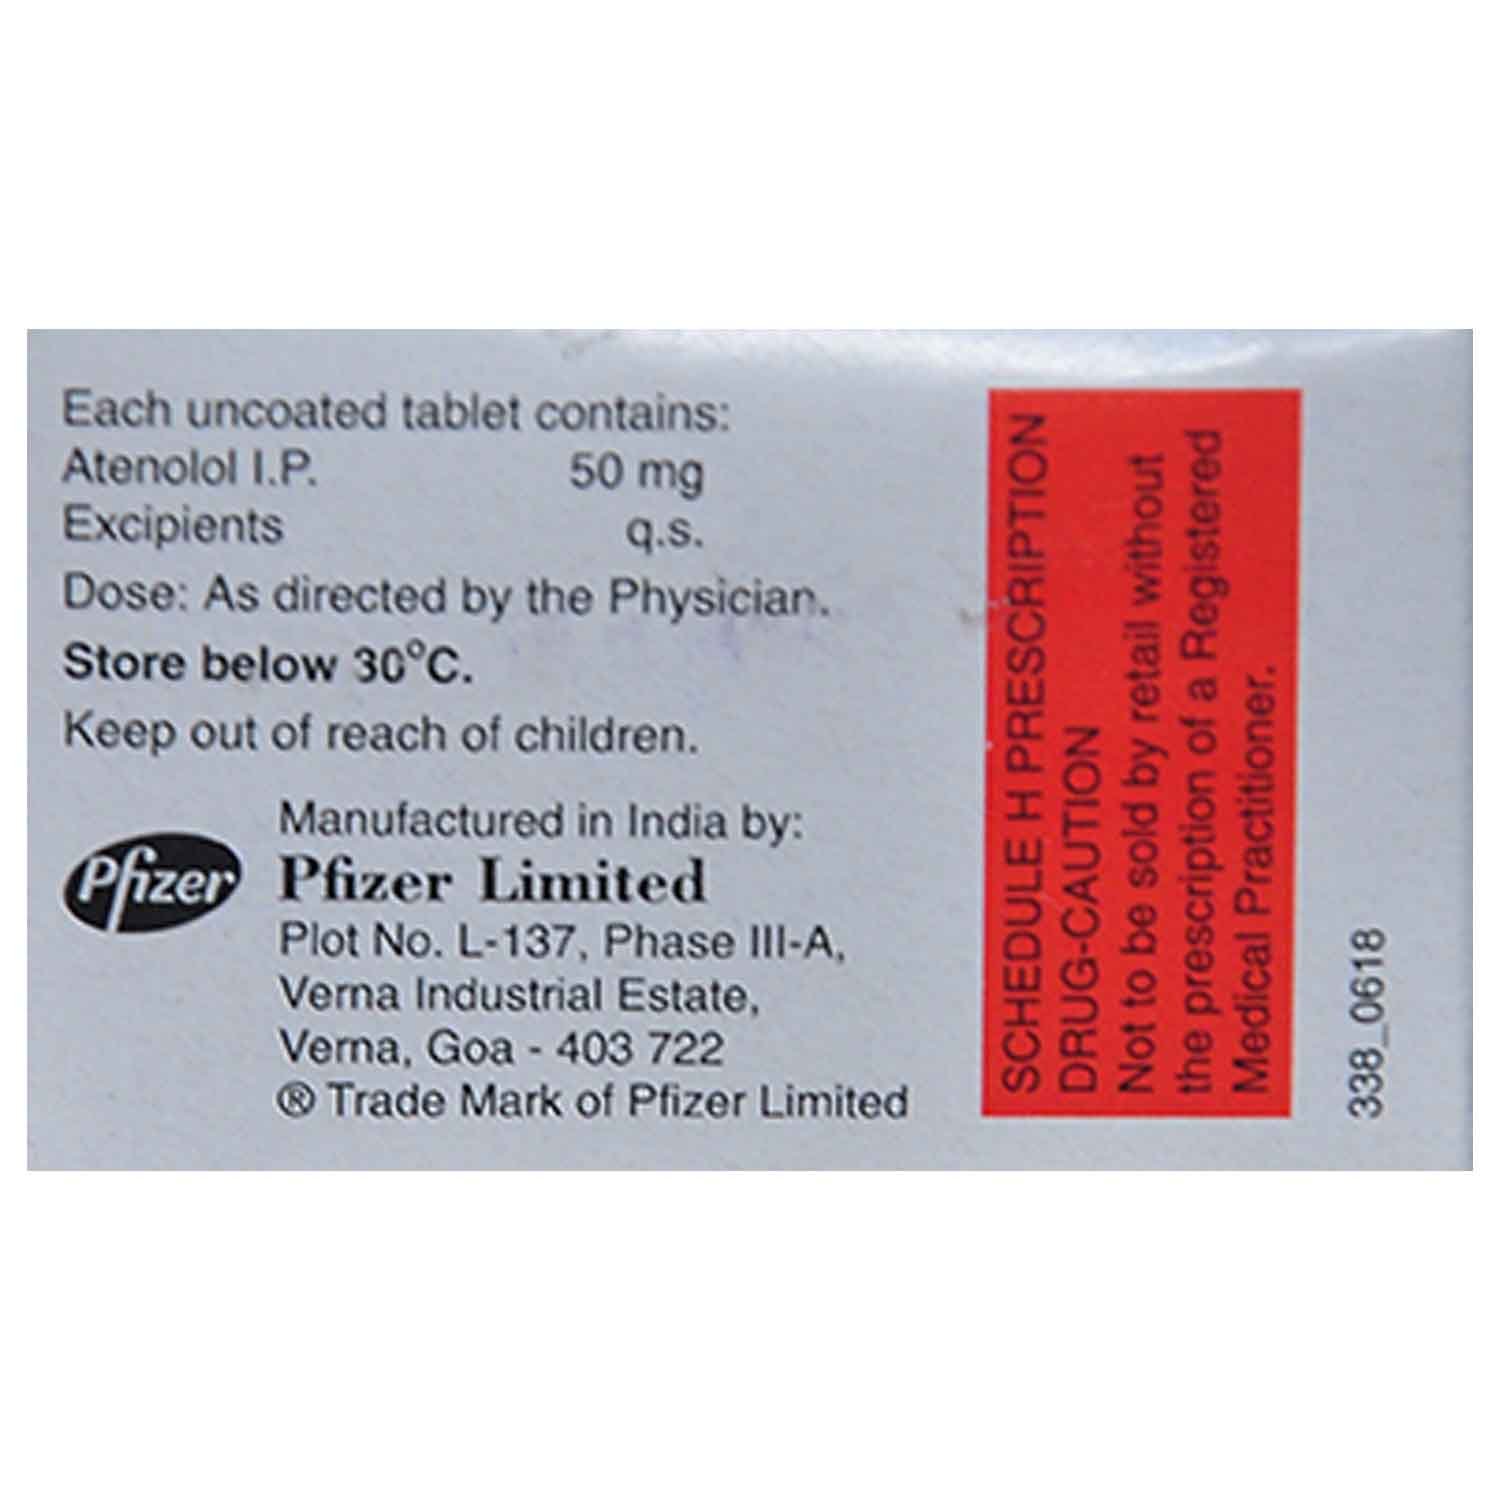 Each uncoated tablet contains:
Atenolol I.P. 50 mg
Excipients q.s.
Dose: As directed by the Physician.
Store below 30°C.
Keep out of reach of children.
Pfizer
Manufactured in India by:
Pfizer Limited
Plot No. L-137, Phase III-A,
Verna Industrial Estate,
Verna, Goa - 403 722
® Trade Mark of Pfizer Limited
SCHEDULE H PRESCRIPTION
DRUG-CAUTION
Not to be sold by retail without
the prescription of a Registered
Medical Practitioner.
338_0618